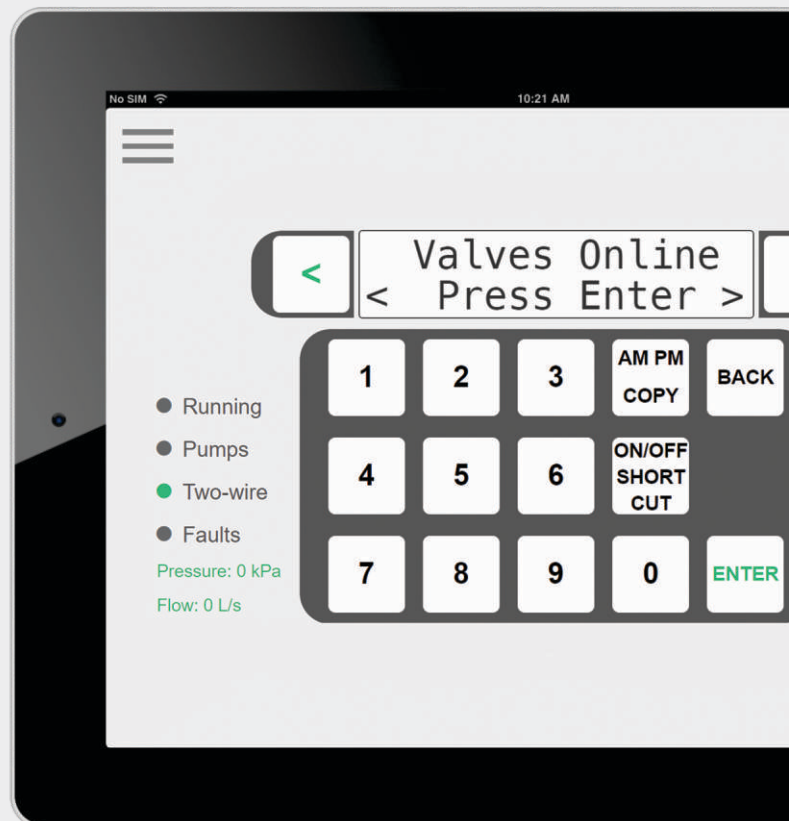 No SIM 10:21 AM
<
Valves Online
< Press Enter >
1 2 3 AM PM COPY BACK
4 5 6 ON/OFF SHORT CUT
7 8 9 0 ENTER
Running
Pumps
Two-wire
Faults
Pressure: 0 kPa
Flow: 0 L/s